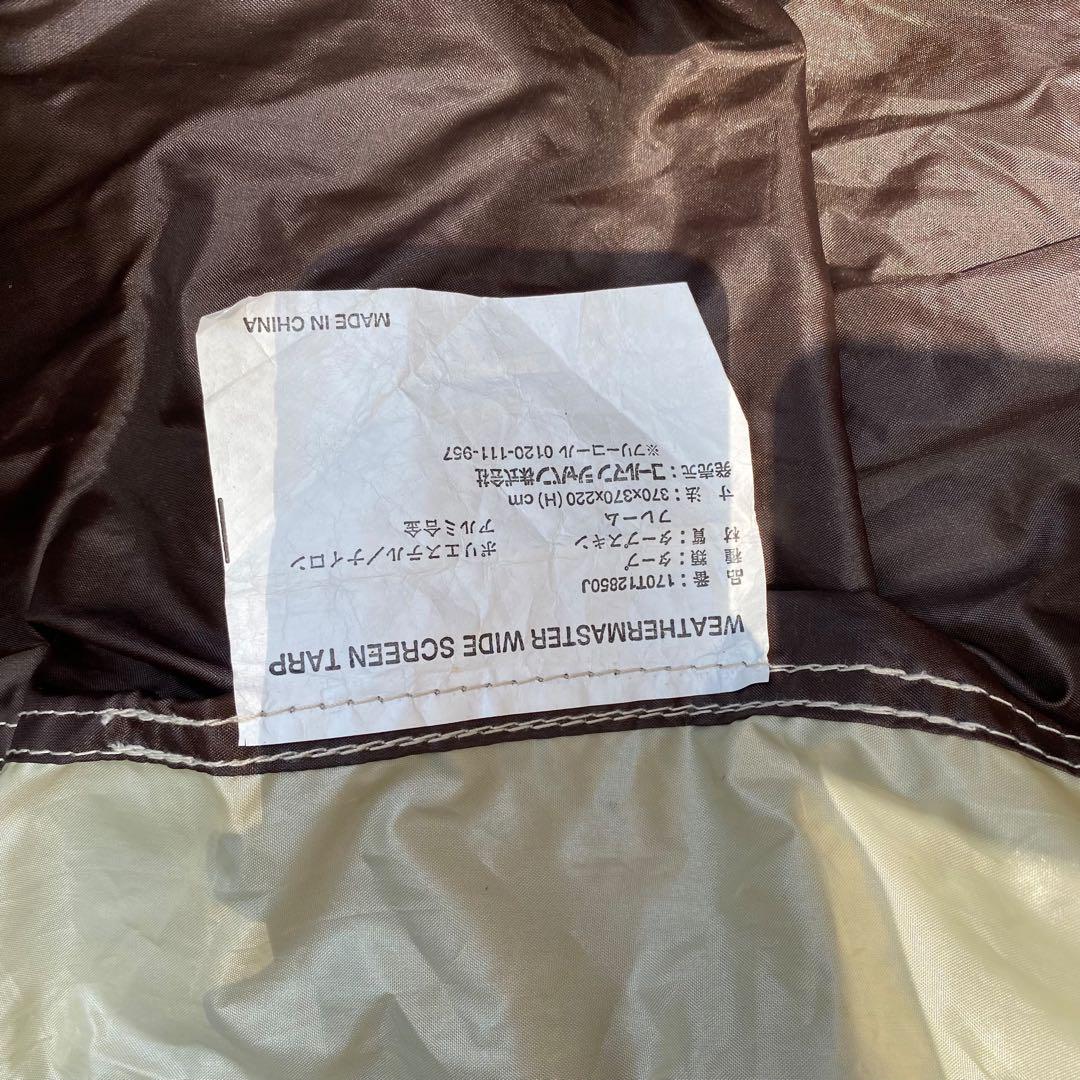 WEATHERMASTER WIDE SCREEN TARP
品番：170T12850J
種類：タープ
材質：タープスキン ポリエステル/ナイロン
フレーム アルミ合金
寸法：370x370x220 (H) cm
発売元：コールマン ジャパン株式会社
※フリーコール 0120-111-957
MADE IN CHINA